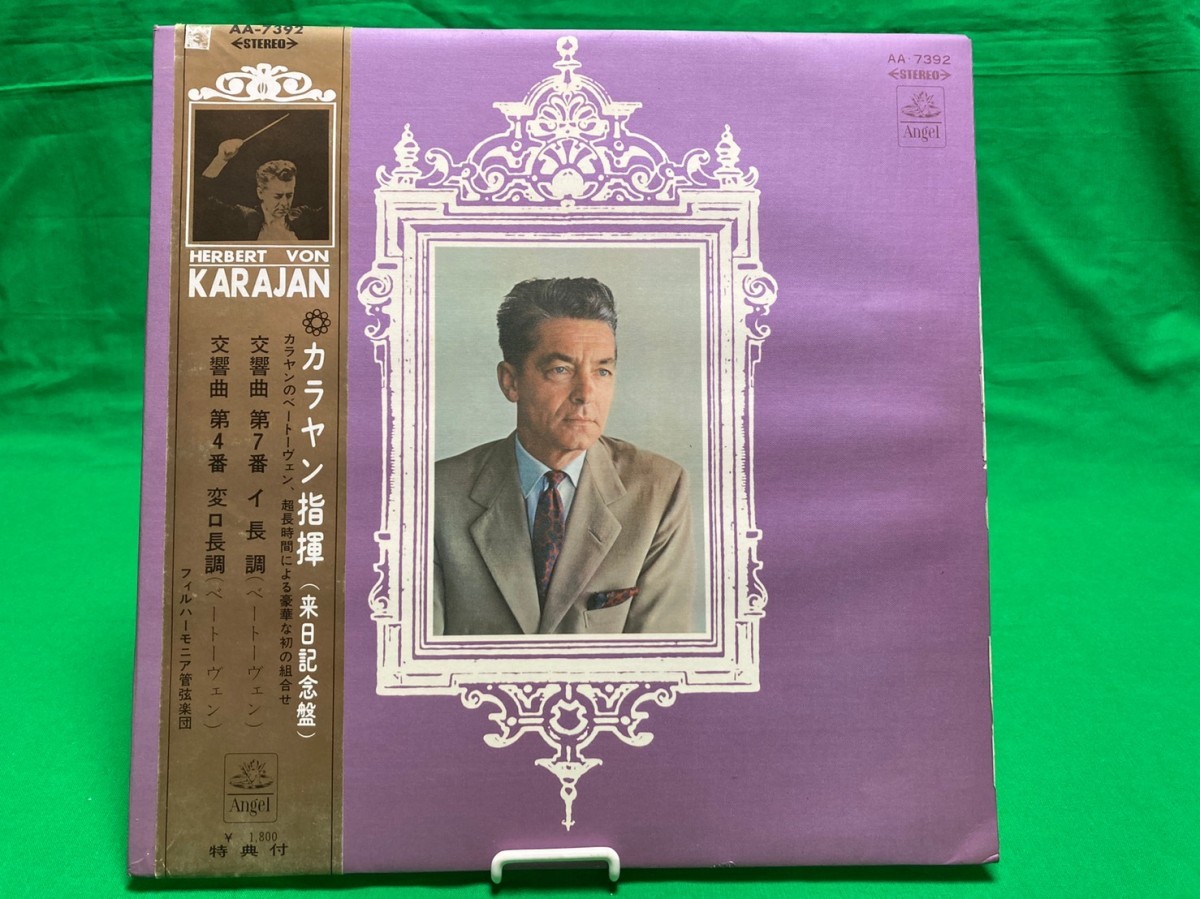 AA-7392
STEREO
HERBERT VON
KARAJAN
カラヤン指揮(来日記念盤)
カラヤンのベートーヴェン、超長時間による豪華な初の組合せ
交響曲 第7番 イ長調(ベートーヴェン)
交響曲 第4番 変ロ長調(ベートーヴェン)
フィルハーモニア管弦楽団
Angel
¥ 1,800
特典付
AA-7392
STEREO
Angel